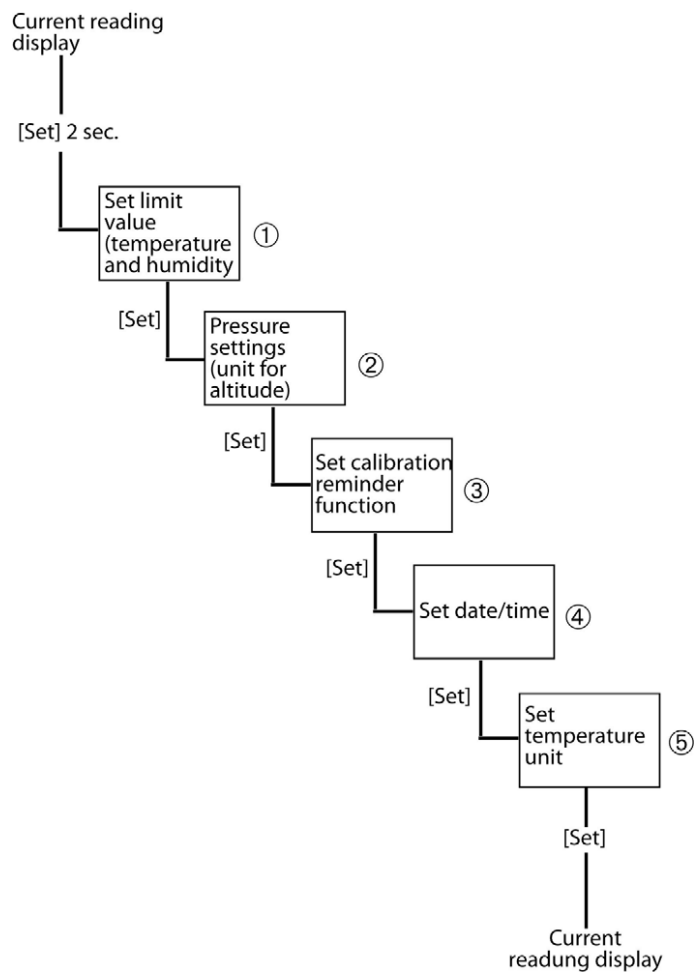 Current reading
display
[Set] 2 sec.
Set limit
value
(temperature
and humidity
①
[Set]
Pressure
settings
(unit for
altitude)
②
[Set]
Set calibration
reminder
function
③
[Set]
Set date/time
④
[Set]
Set
temperature
unit
⑤
[Set]
Current
readung display